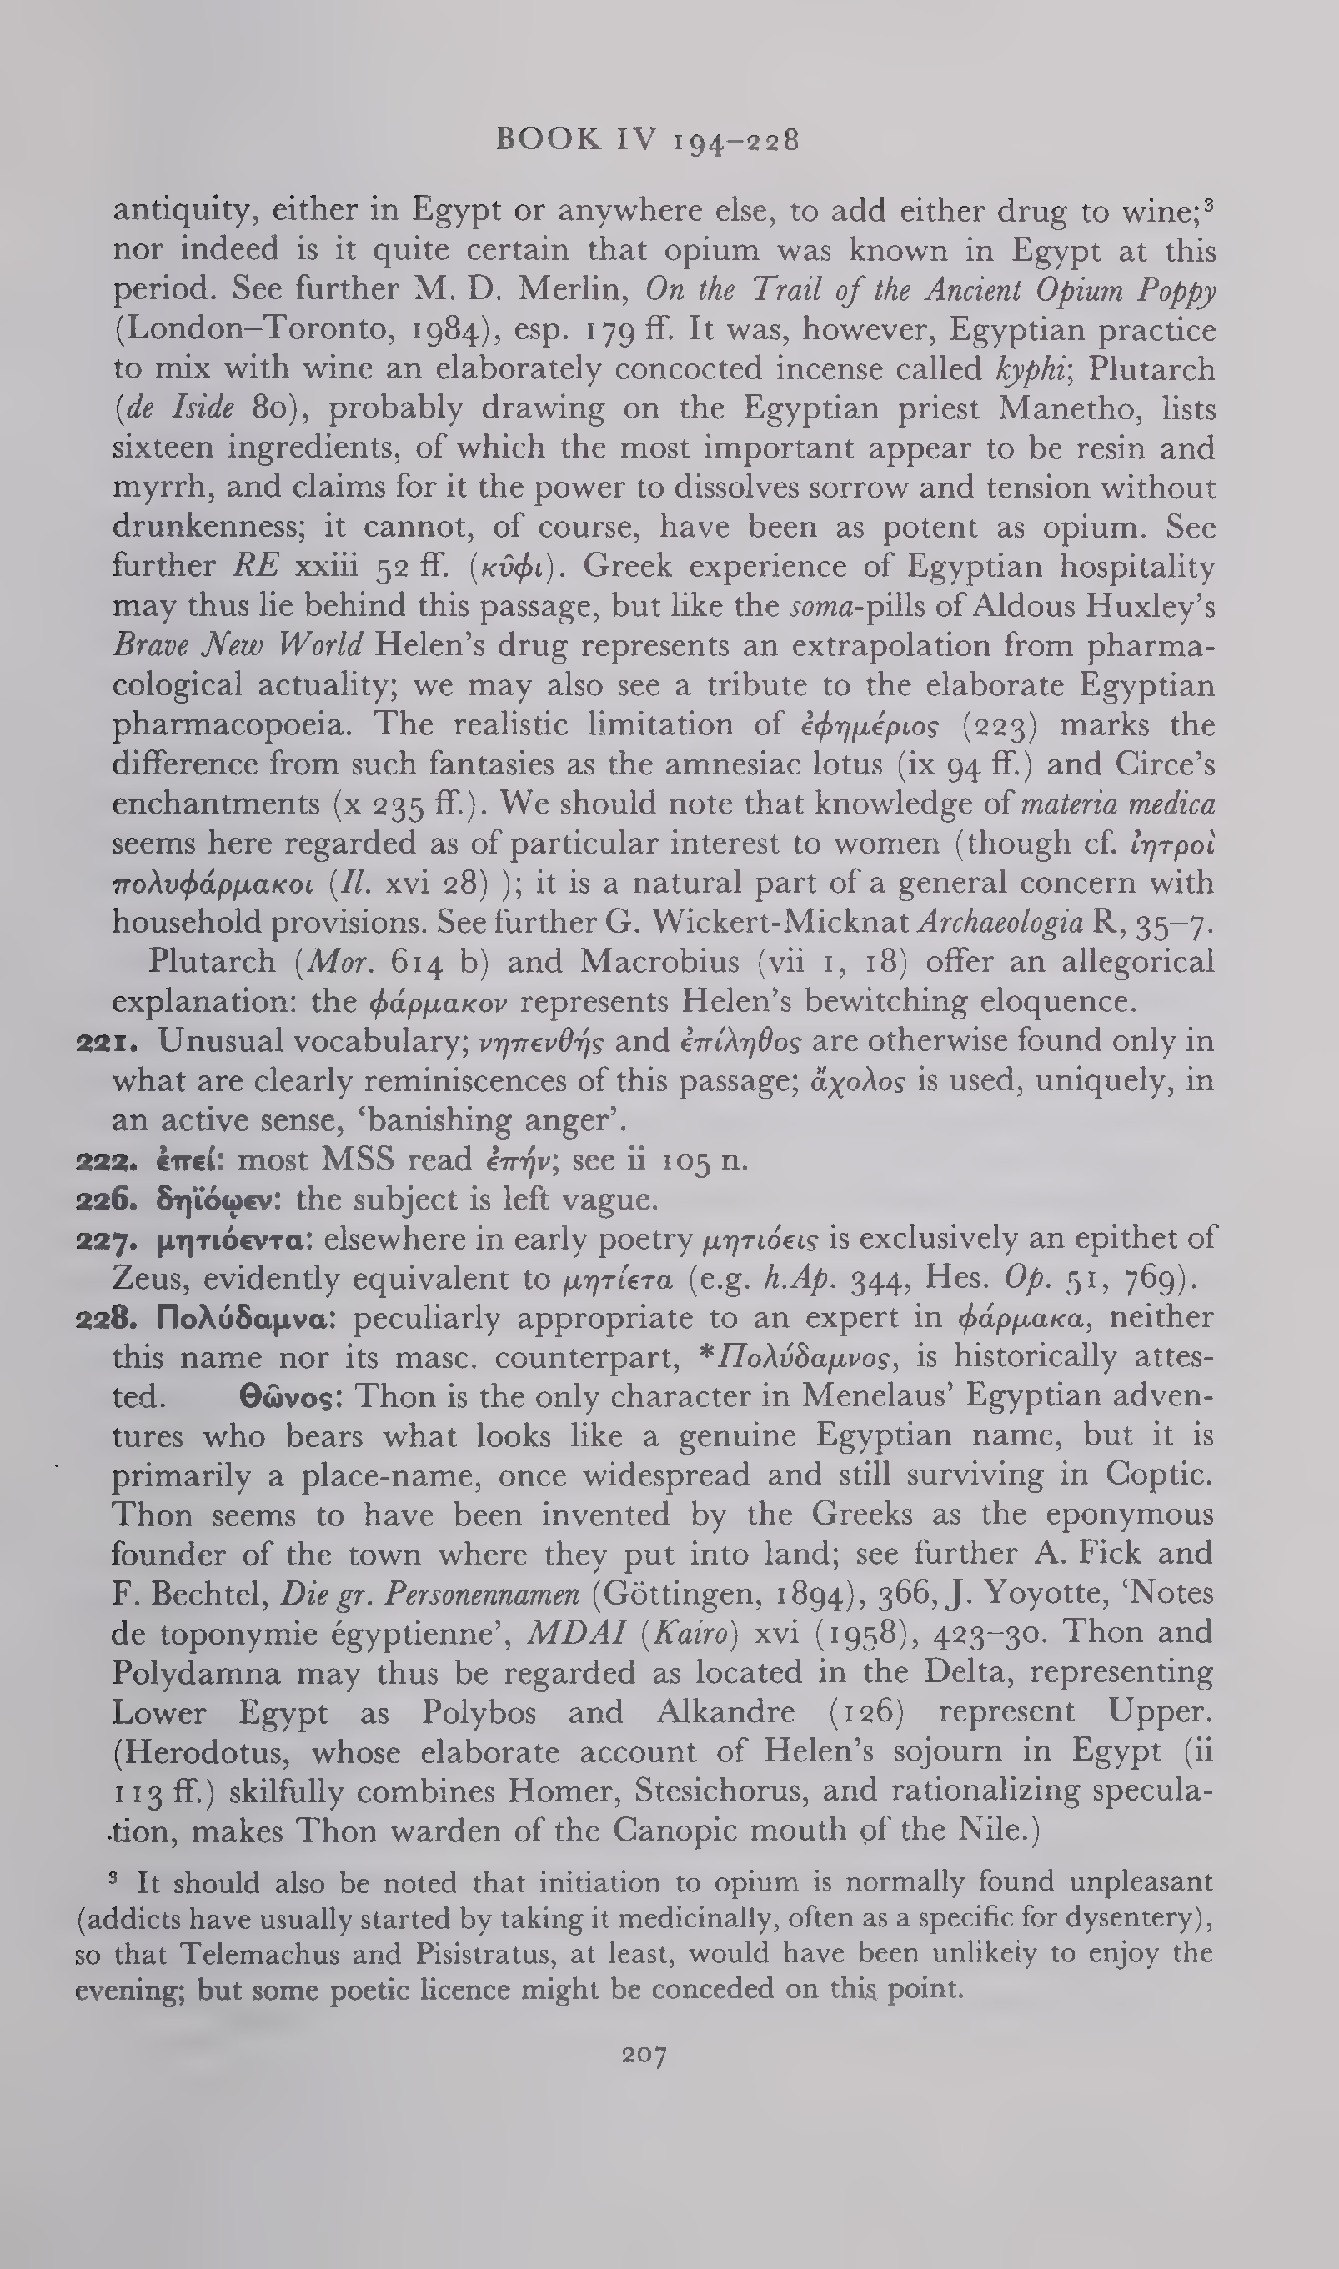 BOOK IV 194–228
antiquity, either in Egypt or anywhere else, to add either drug to wine;³
nor indeed is it quite certain that opium was known in Egypt at this
period. See further M. D. Merlin, On the Trail of the Ancient Opium Poppy
(London–Toronto, 1984), esp. 179 ff. It was, however, Egyptian practice
to mix with wine an elaborately concocted incense called kyphi; Plutarch
(de Iside 80), probably drawing on the Egyptian priest Manetho, lists
sixteen ingredients, of which the most important appear to be resin and
myrrh, and claims for it the power to dissolves sorrow and tension without
drunkenness; it cannot, of course, have been as potent as opium. See
further RE xxiii 52 ff. (κῦφι). Greek experience of Egyptian hospitality
may thus lie behind this passage, but like the soma-pills of Aldous Huxley’s
Brave New World Helen’s drug represents an extrapolation from pharma-
cological actuality; we may also see a tribute to the elaborate Egyptian
pharmacopoeia. The realistic limitation of ἐφημέριος (223) marks the
difference from such fantasies as the amnesiac lotus (ix 94 ff.) and Circe’s
enchantments (x 235 ff.). We should note that knowledge of materia medica
seems here regarded as of particular interest to women (though cf. ἰητροὶ
πολυφάρμακοι (Il. xvi 28) ); it is a natural part of a general concern with
household provisions. See further G. Wickert-Micknat Archaeologia R, 35–7.
Plutarch (Mor. 614 b) and Macrobius (vii 1, 18) offer an allegorical
explanation: the φάρμακον represents Helen’s bewitching eloquence.
221. Unusual vocabulary; νηπενθής and ἐπίληθος are otherwise found only in
what are clearly reminiscences of this passage; ἄχολος is used, uniquely, in
an active sense, ‘banishing anger’.
222. ἐπεί: most MSS read ἐπήν; see ii 105 n.
226. δηϊόῳεν: the subject is left vague.
227. μητιόεντα: elsewhere in early poetry μητιόεις is exclusively an epithet of
Zeus, evidently equivalent to μητίετα (e.g. h.Ap. 344, Hes. Op. 51, 769).
228. Πολύδαμνα: peculiarly appropriate to an expert in φάρμακα, neither
this name nor its masc. counterpart, *Πολύδαμνος, is historically attes-
ted. Θῶνος: Thon is the only character in Menelaus’ Egyptian adven-
tures who bears what looks like a genuine Egyptian name, but it is
primarily a place-name, once widespread and still surviving in Coptic.
Thon seems to have been invented by the Greeks as the eponymous
founder of the town where they put into land; see further A. Fick and
F. Bechtel, Die gr. Personennamen (Göttingen, 1894), 366, J. Yoyotte, ‘Notes
de toponymie égyptienne’, MDAI (Kairo) xvi (1958), 423–30. Thon and
Polydamna may thus be regarded as located in the Delta, representing
Lower Egypt as Polybos and Alkandre (126) represent Upper.
(Herodotus, whose elaborate account of Helen’s sojourn in Egypt (ii
113 ff.) skilfully combines Homer, Stesichorus, and rationalizing specula-
tion, makes Thon warden of the Canopic mouth of the Nile.)
³ It should also be noted that initiation to opium is normally found unpleasant
(addicts have usually started by taking it medicinally, often as a specific for dysentery),
so that Telemachus and Pisistratus, at least, would have been unlikely to enjoy the
evening; but some poetic licence might be conceded on this point.
207